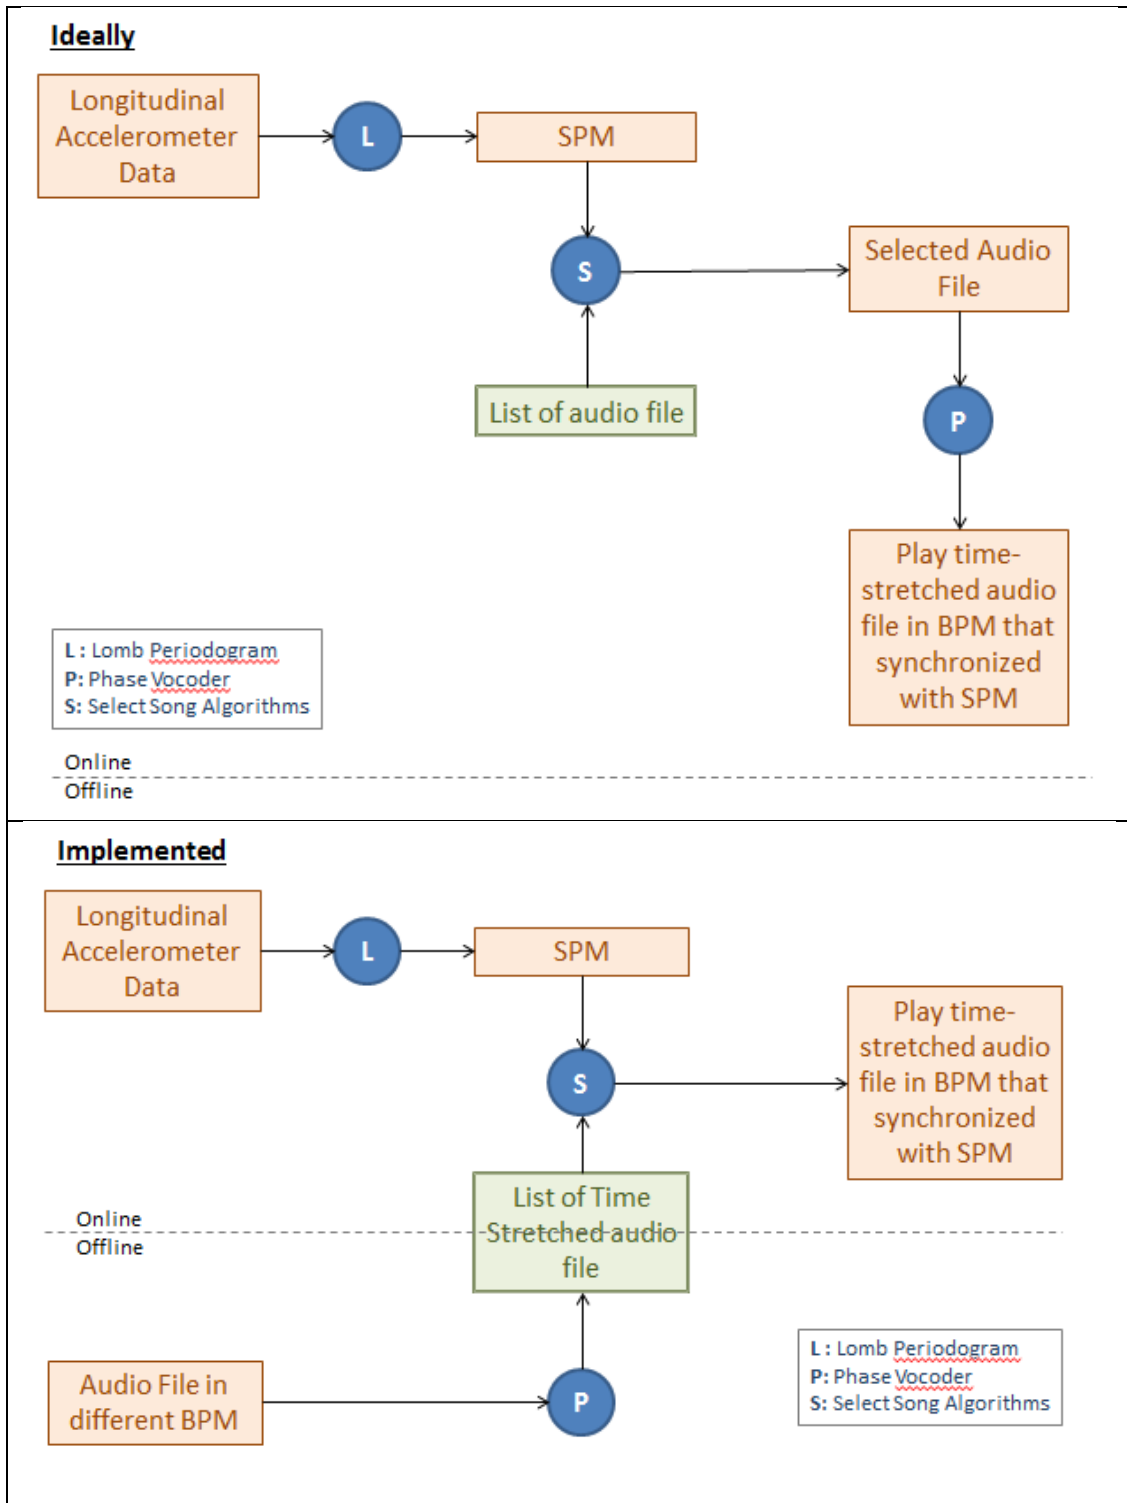 Ideally
Longitudinal
Accelerometer
Data
L
SPM
S
Selected Audio
File
List of audio file
P
Play time-
stretched audio
file in BPM that
synchronized
with SPM
L : Lomb Periodogram
P: Phase Vocoder
S: Select Song Algorithms
Online
Offline
Implemented
Longitudinal
Accelerometer
Data
L
SPM
Play time-
stretched audio
file in BPM that
synchronized
with SPM
S
List of Time
Stretched audio
file
Online
Offline
Audio File in
different BPM
P
L : Lomb Periodogram
P: Phase Vocoder
S: Select Song Algorithms